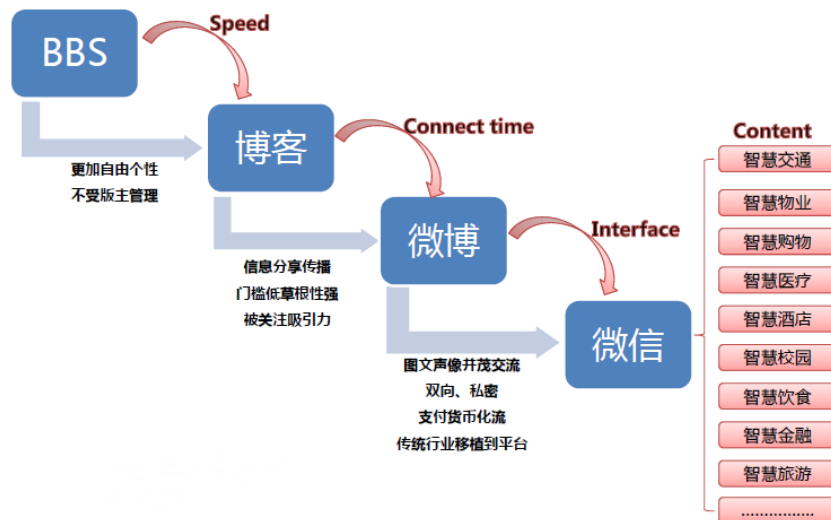 BBS
Speed
更加自由个性
不受版主管理
博客
Connect time
信息分享传播
门槛低草根性强
被关注吸引力
微博
Interface
图文声像并茂交流
双向、私密
支付货币化流
传统行业移植到平台
微信
Content
智慧交通
智慧物业
智慧购物
智慧医疗
智慧酒店
智慧校园
智慧饮食
智慧金融
智慧旅游
................